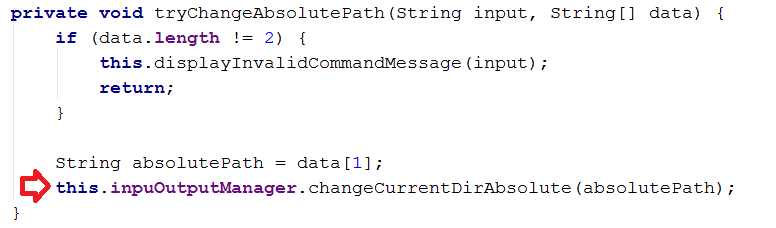 private void tryChangeAbsolutePath(String input, String[] data) {
    if (data.length != 2) {
        this.displayInvalidCommandMessage(input);
        return;
    }

    String absolutePath = data[1];
    this.inpuOutputManager.changeCurrentDirAbsolute(absolutePath);
}